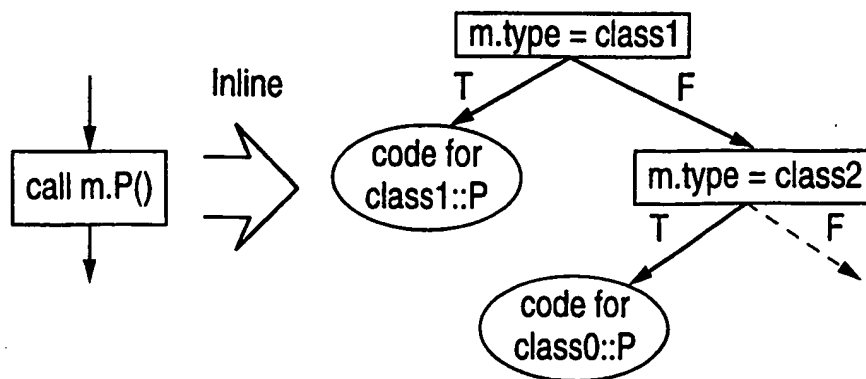 m.type = class1
T
F
Inline
call m.P()
code for
class1::P
m.type = class2
T
F
code for
class0::P